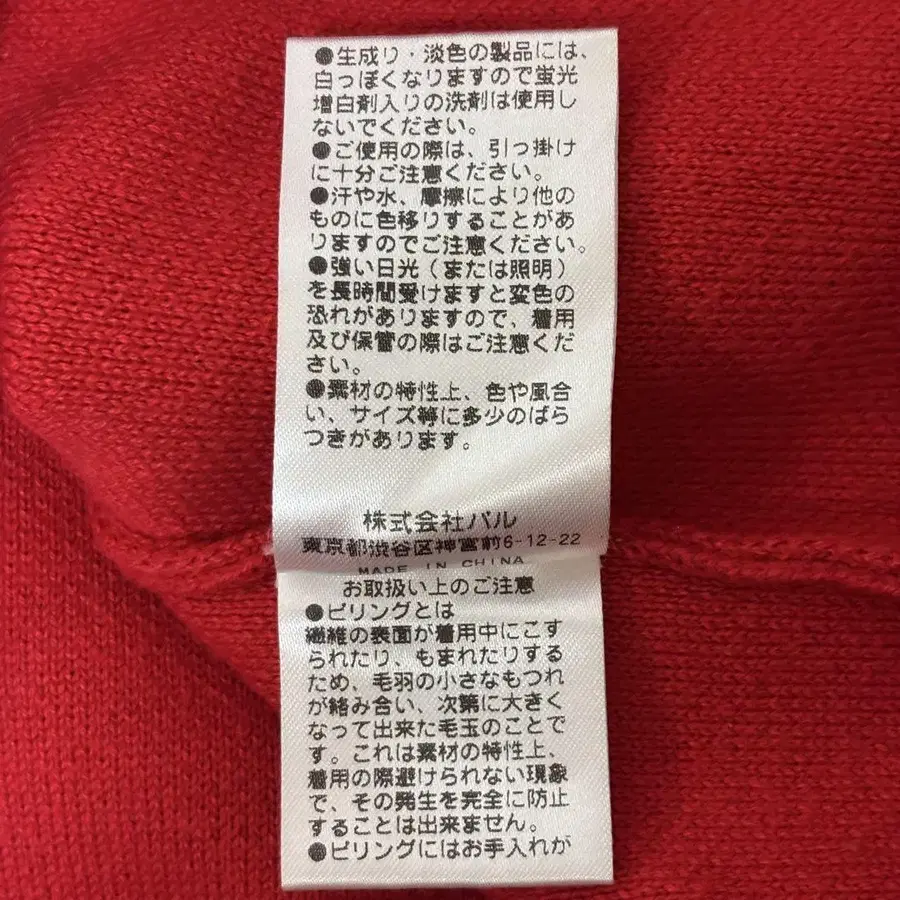 ●生成り・淡色の製品には、
白っぽくなりますので蛍光
増白剤入りの洗剤は使用し
ないでください。
●ご使用の際は、引っ掛け
に十分ご注意ください。
●汗や水、摩擦により他の
ものに色移りすることがあ
りますのでご注意ください。
●強い日光（または照明）
を長時間受けますと変色の
恐れがありますので、着用
及び保管の際はご注意くだ
さい。
●素材の特性上、色や風合
い、サイズ等に多少のばら
つきがあります。
株式会社パル
東京都渋谷区神宮前6-12-22
MADE IN CHINA
お取扱い上のご注意
●ピリングとは
繊維の表面が着用中にこす
られたり、もまれたりする
ため、毛羽の小さなもつれ
が絡み合い、次第に大きく
なって出来た毛玉のことで
す。これは素材の特性上、
着用の際避けられない現象
で、その発生を完全に防止
することは出来ません。
●ピリングにはお手入れが